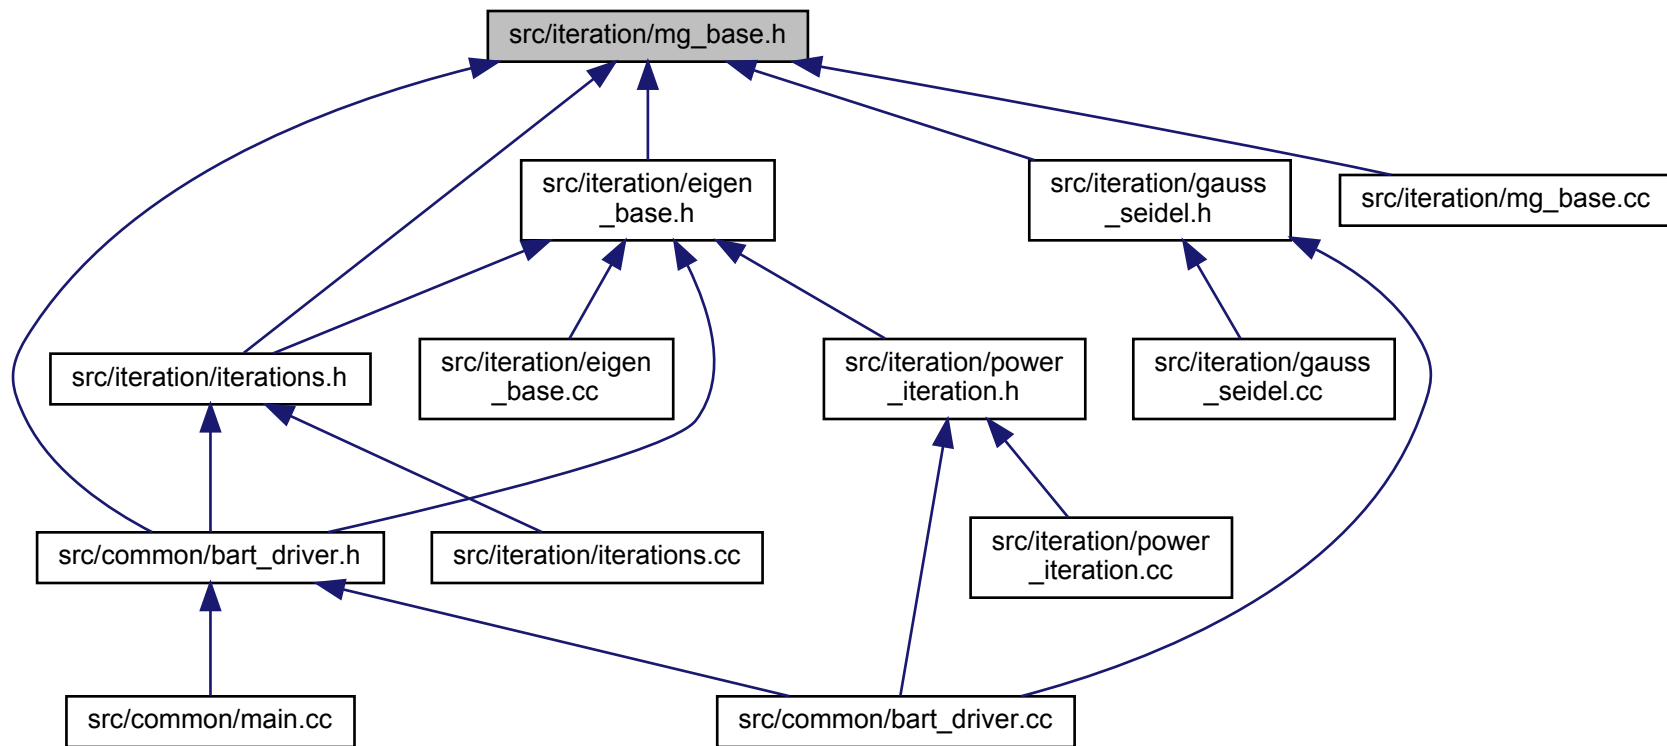 src/iteration/mg_base.h
src/iteration/eigen
_base.h
src/iteration/gauss
_seidel.h
src/iteration/mg_base.cc
src/iteration/iterations.h
src/iteration/eigen
_base.cc
src/iteration/power
_iteration.h
src/iteration/gauss
_seidel.cc
src/common/bart_driver.h
src/iteration/iterations.cc
src/iteration/power
_iteration.cc
src/common/main.cc
src/common/bart_driver.cc